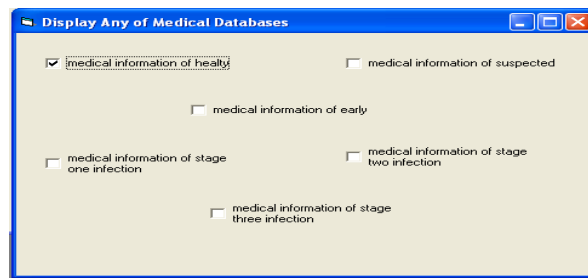 Display Any of Medical Databases
medical information of healty
medical information of suspected
medical information of early
medical information of stage
one infection
medical information of stage
two infection
medical information of stage
three infection